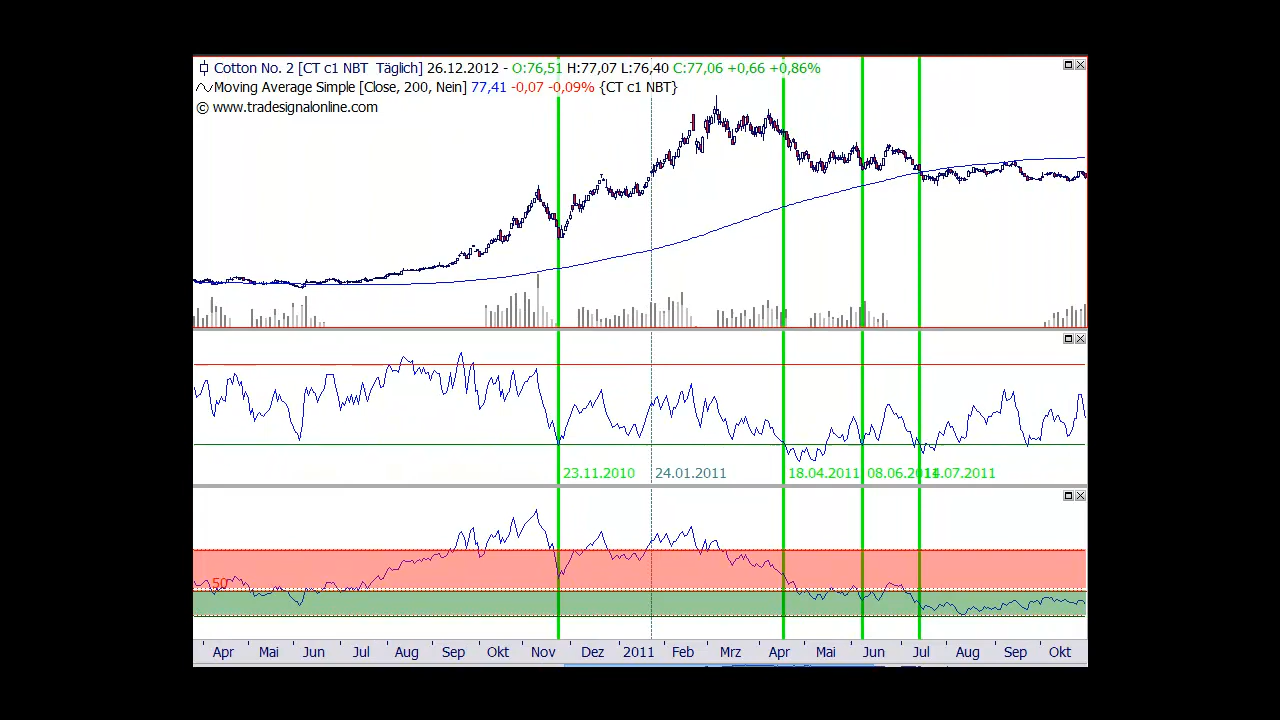 Cotton No. 2 [CT c1 NBT Täglich] 26.12.2012 - O:76,51 H:77,07 L:76,40 C:77,06 +0,66 +0,86%
Moving Average Simple [Close, 200, Nein] 77,41 -0,07 -0,09% {CT c1 NBT}
© www.tradesignalonline.com
23.11.2010 24.01.2011 18.04.2011 08.06.2011 14.07.2011
50
Apr Mai Jun Jul Aug Sep Okt Nov Dez 2011 Feb Mrz Apr Mai Jun Jul Aug Sep Okt